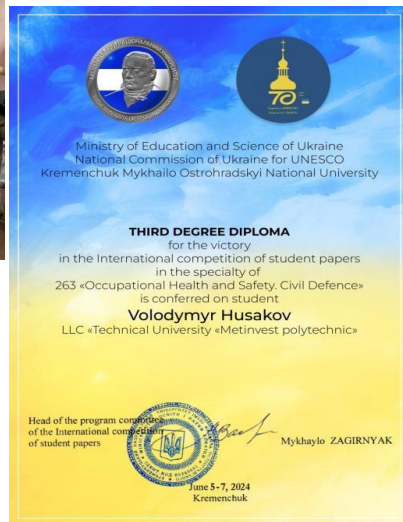 70
Ministry of Education and Science of Ukraine
National Commission of Ukraine for UNESCO
Kremenchuk Mykhailo Ostrohradskyi National University
THIRD DEGREE DIPLOMA
for the victory
in the International competition of student papers
in the specialty of
263 «Occupational Health and Safety. Civil Defence»
is conferred on student
Volodymyr Husakov
LLC «Technical University «Metinvest polytechnic»
Head of the program committee
of the International competition
of student papers
Mykhaylo ZAGIRNYAK
June 5-7, 2024
Kremenchuk